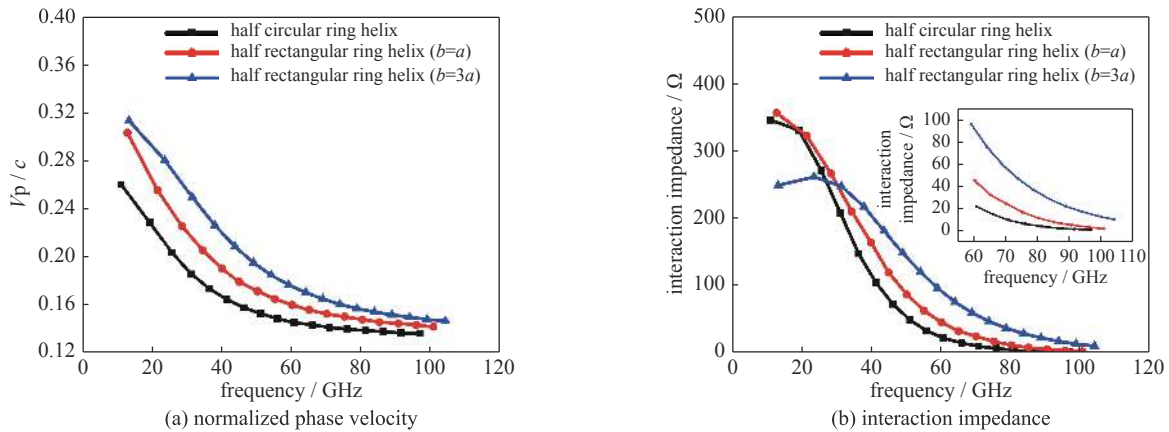 0.40
0.36
0.32
0.28
0.24
0.20
0.16
0.12
Vp / c
half circular ring helix
half rectangular ring helix (b=a)
half rectangular ring helix (b=3a)
0 20 40 60 80 100 120
frequency / GHz
(a) normalized phase velocity
500
400
300
200
100
0
interaction impedance / Ω
half circular ring helix
half rectangular ring helix (b=a)
half rectangular ring helix (b=3a)
100
80
60
40
20
0
interaction
impedance / Ω
60 70 80 90 100 110
frequency / GHz
0 20 40 60 80 100 120
frequency / GHz
(b) interaction impedance